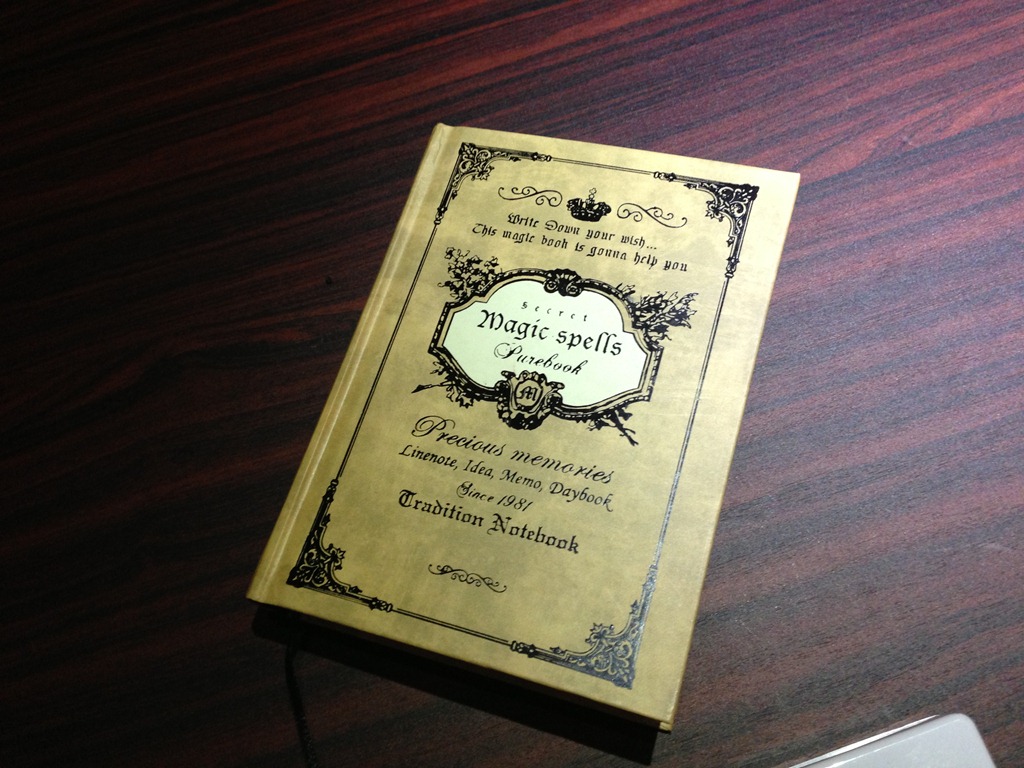 Write Down your wish...
This magic book is gonna help you
secret
Magic spells
Purebook
M
Precious memories
Linenote, Idea, Memo, Daybook
Since 1981
Tradition Notebook